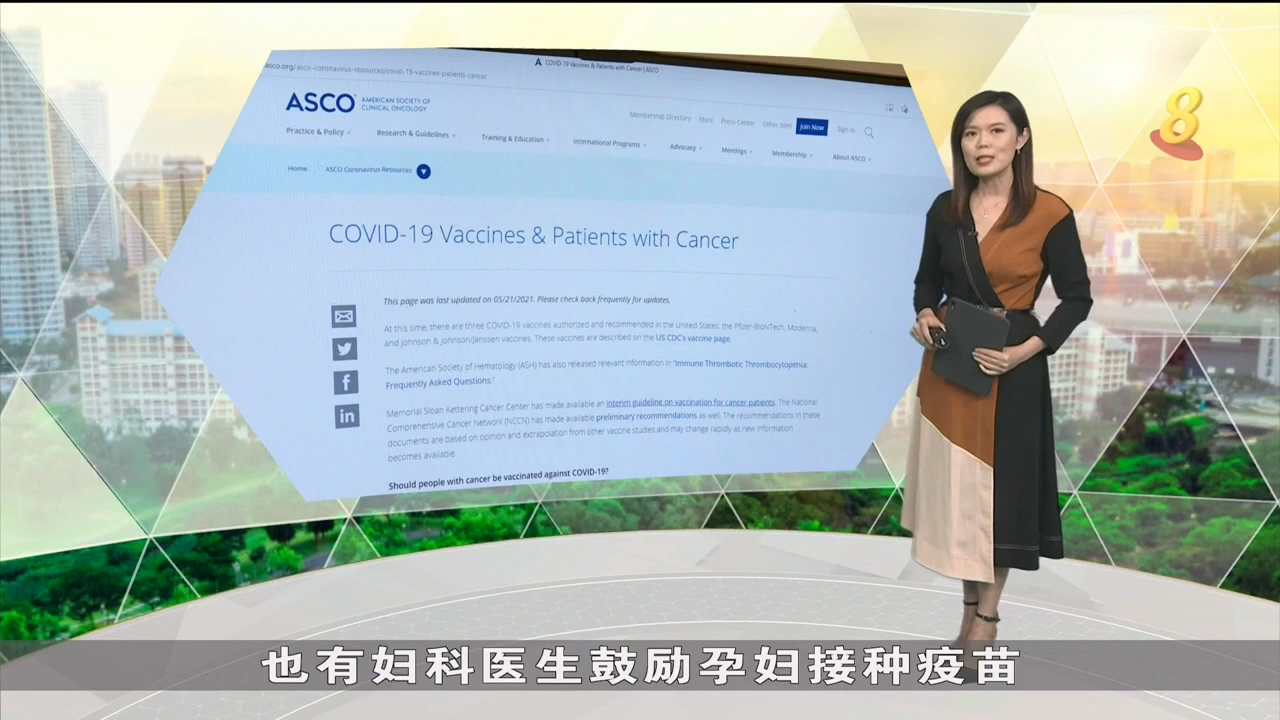 asco.org/asco-coronavirus-resources/covid-19-vaccines-patients-cancer
COVID-19 Vaccines & Patients with Cancer | ASCO
8
ASCO AMERICAN SOCIETY OF
CLINICAL ONCOLOGY
Membership Directory Store Press Center Other Sites Join Now Sign In
Practice & Policy Research & Guidelines Training & Education International Programs Advocacy Meetings Membership About ASCO
Home / ASCO Coronavirus Resources
COVID-19 Vaccines & Patients with Cancer
This page was last updated on 05/21/2021. Please check back frequently for updates.
At this time, there are three COVID-19 vaccines authorized and recommended in the United States: the Pfizer-BioNTech, Moderna,
and Johnson & Johnson/Janssen vaccines. These vaccines are described on the US CDC's vaccine page.
The American Society of Hematology (ASH) has also released relevant information in "Immune Thrombotic Thrombocytopenia:
Frequently Asked Questions."
Memorial Sloan Kettering Cancer Center has made available an interim guideline on vaccination for cancer patients. The National
Comprehensive Cancer Network (NCCN) has made available preliminary recommendations as well. The recommendations in these
documents are based on opinion and extrapolation from other vaccine studies and may change rapidly as new information
becomes available.
Should people with cancer be vaccinated against COVID-19?
也有妇科医生鼓励孕妇接种疫苗